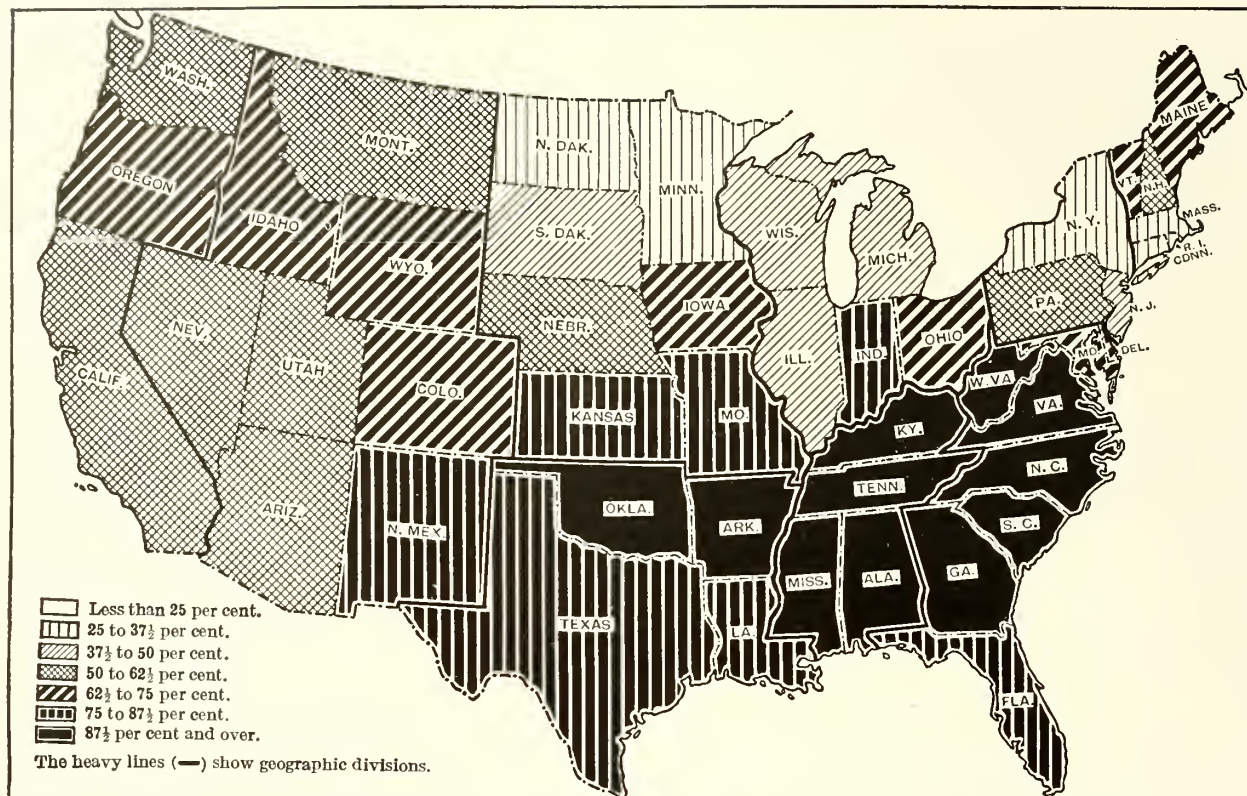 WASH.
MONT.
N. DAK.
MINN.
MAINE
OREGON
IDAHO
WYO.
S. DAK.
WIS.
MICH.
VT.
N.H.
N. Y.
MASS.
R. I.
CONN.
NEBR.
IOWA
PA.
N. J.
CALIF.
NEV.
UTAH
COLO.
KANSAS
MO.
ILL.
IND.
OHIO
MD.
DEL.
W. VA
VA.
KY.
N. C.
TENN.
ARIZ.
N. MEX.
OKLA.
ARK.
S. C.
MISS.
ALA.
GA.
TEXAS
LA.
FLA.
Less than 25 per cent.
25 to 37½ per cent.
37½ to 50 per cent.
50 to 62½ per cent.
62½ to 75 per cent.
75 to 87½ per cent.
87½ per cent and over.
The heavy lines (—) show geographic divisions.